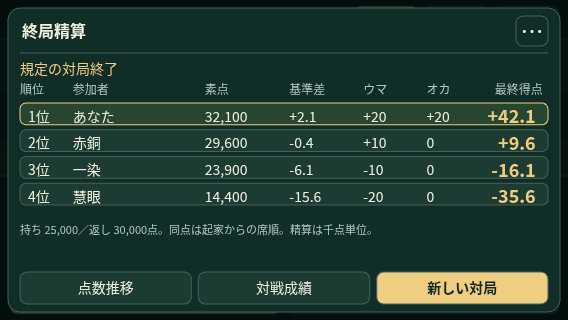 終局精算
規定の対局終了
順位 参加者 素点 基準差 ウマ オカ 最終得点
1位 あなた 32,100 +2.1 +20 +20 +42.1
2位 赤銅 29,600 -0.4 +10 0 +9.6
3位 一染 23,900 -6.1 -10 0 -16.1
4位 慧眼 14,400 -15.6 -20 0 -35.6
持ち 25,000／返し 30,000点。同点は起家からの席順。精算は千点単位。
点数推移 対戦成績 新しい対局